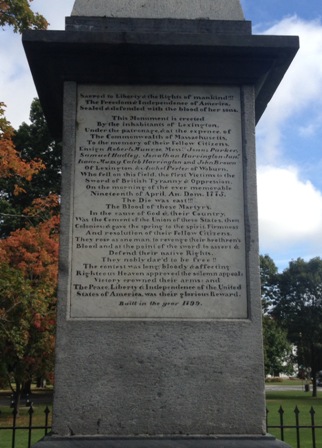 Sacred to Liberty & the Rights of mankind!!!
The Freedom & Independence of America,
Sealed & defended with the blood of her sons.
This Monument is erected
By the inhabitants of Lexington,
Under the patronage, & at the expence, of
The Commonwealth of Massachusetts,
To the memory of their Fellow Citizens,
Ensign Robert Munroe, Messrs Jonas Parker,
Samuel Hadley, Jonathan Harrington Junr
Isaac Muzzy, Caleb Harrington and John Brown
Of Lexington, & Asahel Porter of Woburn,
Who fell on this field, the first Victims to the
Sword of British Tyranny & Oppression,
On the morning of the ever memorable
Nineteenth of April, An. Dom. 1775.
The Die was cast!!!
The Blood of these Martyr's,
In the cause of God & their Country,
Was the Cement of the Union of these States, then
Colonies; & gave the spring to the spirit, Firmness
And resolution of their Fellow Citizens.
They rose as one man, to revenge their brethren's
Blood and at the point of the sword to assert &
Defend their native Rights.
They nobly dar'd to be free!!
The contest was long, bloody & affecting,
Righteous Heaven approved the solemn appeal;
Victory crowned their arms; and
The Peace, Liberty & Independence of the United
States of America, was their glorious Reward.
Built in the year 1799.